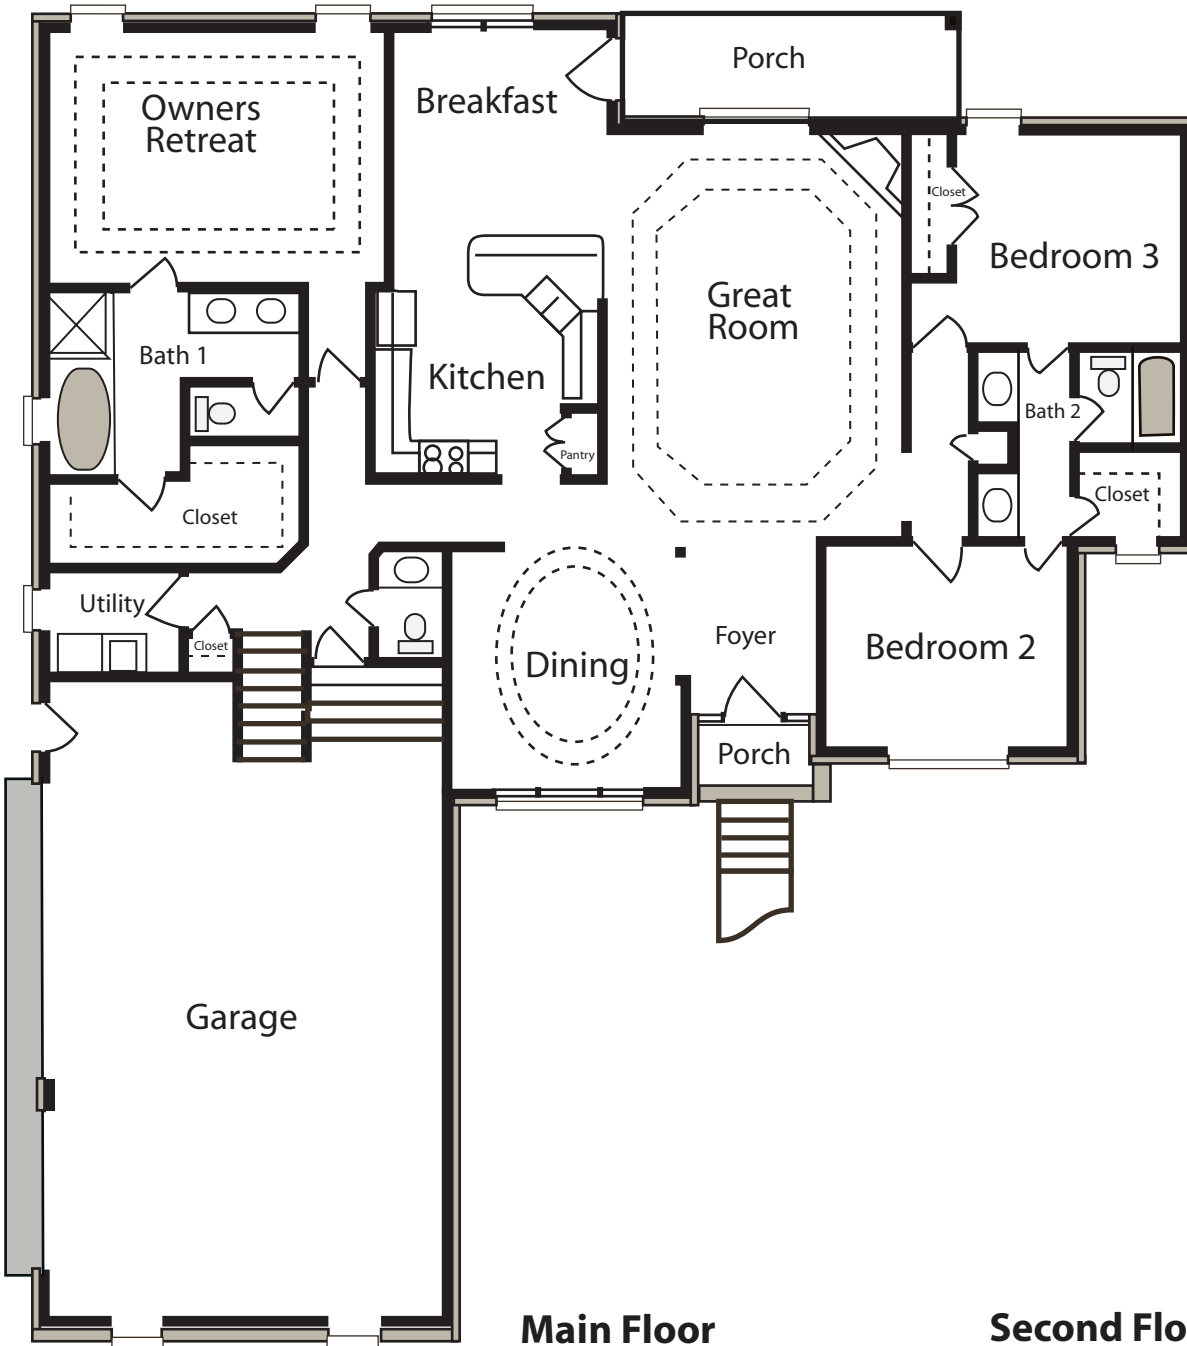 Porch
Breakfast
Owners
Retreat
Closet
Bedroom 3
Great
Room
Bath 1
Kitchen
Bath 2
Pantry
Closet
Closet
Utility
Closet
Foyer
Dining
Bedroom 2
Porch
Garage
Main Floor
Second Flo